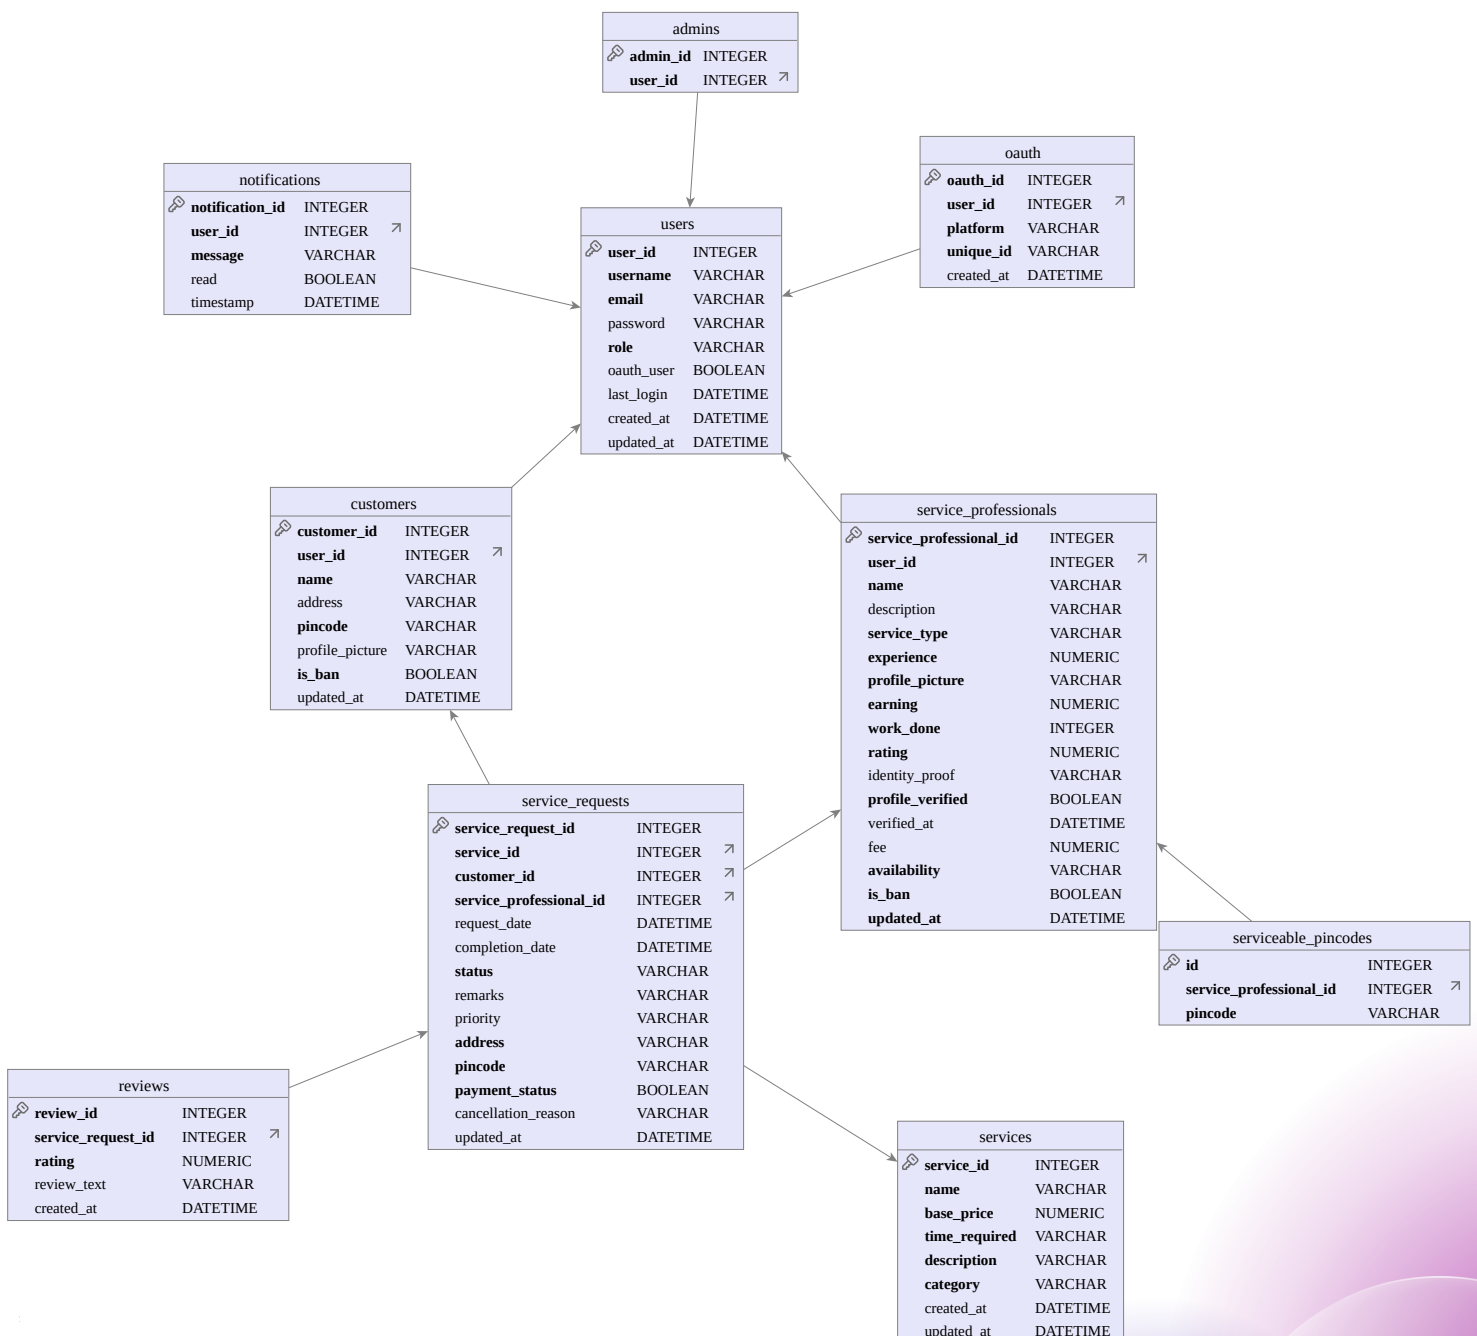 admins
admin_id INTEGER
user_id INTEGER
oauth
oauth_id INTEGER
user_id INTEGER
platform VARCHAR
unique_id VARCHAR
created_at DATETIME
notifications
notification_id INTEGER
user_id INTEGER
message VARCHAR
read BOOLEAN
timestamp DATETIME
users
user_id INTEGER
username VARCHAR
email VARCHAR
password VARCHAR
role VARCHAR
oauth_user BOOLEAN
last_login DATETIME
created_at DATETIME
updated_at DATETIME
customers
customer_id INTEGER
user_id INTEGER
name VARCHAR
address VARCHAR
pincode VARCHAR
profile_picture VARCHAR
is_ban BOOLEAN
updated_at DATETIME
service_professionals
service_professional_id INTEGER
user_id INTEGER
name VARCHAR
description VARCHAR
service_type VARCHAR
experience NUMERIC
profile_picture VARCHAR
earning NUMERIC
work_done INTEGER
rating NUMERIC
identity_proof VARCHAR
profile_verified BOOLEAN
verified_at DATETIME
fee NUMERIC
availability VARCHAR
is_ban BOOLEAN
updated_at DATETIME
service_requests
service_request_id INTEGER
service_id INTEGER
customer_id INTEGER
service_professional_id INTEGER
request_date DATETIME
completion_date DATETIME
status VARCHAR
remarks VARCHAR
priority VARCHAR
address VARCHAR
pincode VARCHAR
payment_status BOOLEAN
cancellation_reason VARCHAR
updated_at DATETIME
serviceable_pincodes
id INTEGER
service_professional_id INTEGER
pincode VARCHAR
reviews
review_id INTEGER
service_request_id INTEGER
rating NUMERIC
review_text VARCHAR
created_at DATETIME
services
service_id INTEGER
name VARCHAR
base_price NUMERIC
time_required VARCHAR
description VARCHAR
category VARCHAR
created_at DATETIME
updated_at DATETIME